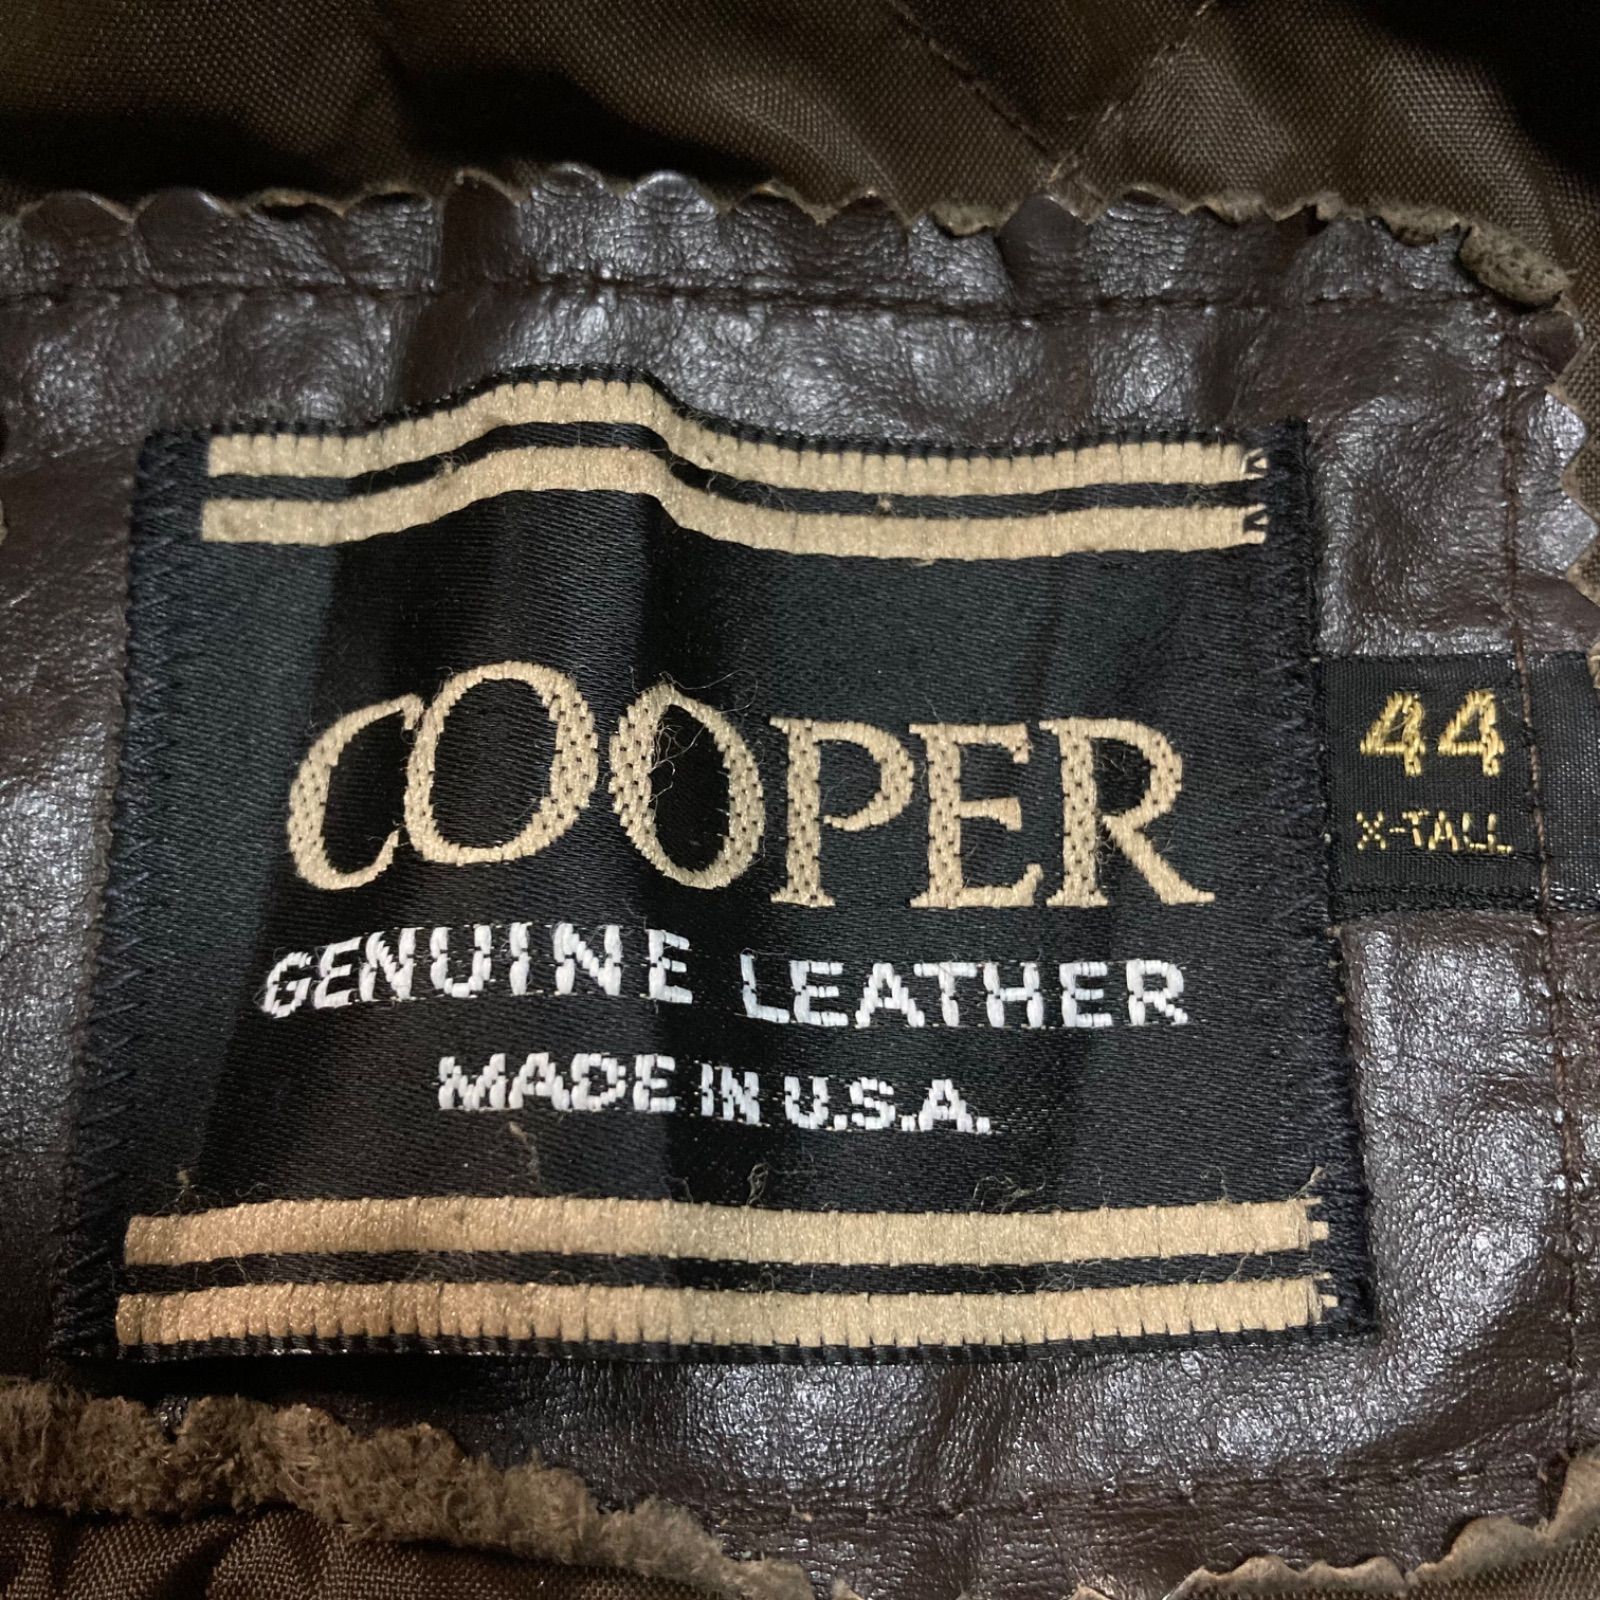 COOPER
GENUINE LEATHER
MADE IN U.S.A.
44
X-TALL